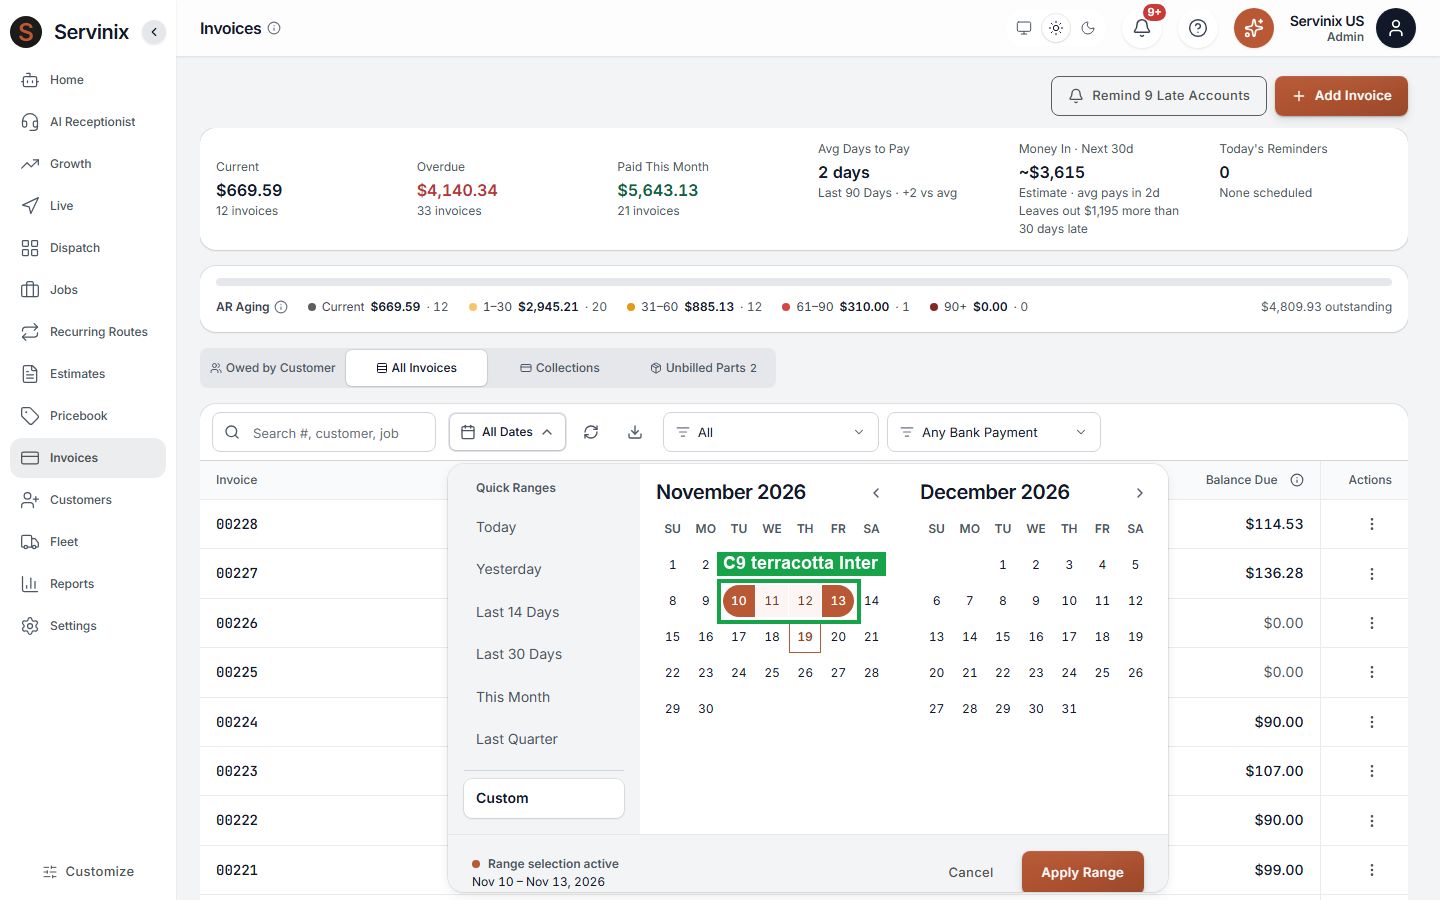 Servinix
Home
AI Receptionist
Growth
Live
Dispatch
Jobs
Recurring Routes
Estimates
Pricebook
Invoices
Customers
Fleet
Reports
Settings
Customize
Invoices
9+
Servinix US
Admin
Remind 9 Late Accounts
Add Invoice
Current
$669.59
12 invoices
Overdue
$4,140.34
33 invoices
Paid This Month
$5,643.13
21 invoices
Avg Days to Pay
2 days
Last 90 Days · +2 vs avg
Money In · Next 30d
~$3,615
Estimate · avg pays in 2d
Leaves out $1,195 more than
30 days late
Today's Reminders
0
None scheduled
AR Aging Current $669.59 · 12 1–30 $2,945.21 · 20 31–60 $885.13 · 12 61–90 $310.00 · 1 90+ $0.00 · 0 $4,809.93 outstanding
Owed by Customer All Invoices Collections Unbilled Parts 2
Search #, customer, job All Dates All Any Bank Payment
Invoice Balance Due Actions
00228 $114.53
00227 $136.28
00226 $0.00
00225 $0.00
00224 $90.00
00223 $107.00
00222 $90.00
00221 $99.00
Quick Ranges
Today
Yesterday
Last 14 Days
Last 30 Days
This Month
Last Quarter
Custom
November 2026
SU MO TU WE TH FR SA
1 2 C9 terracotta Inter
8 9 10 11 12 13 14
15 16 17 18 19 20 21
22 23 24 25 26 27 28
29 30
December 2026
SU MO TU WE TH FR SA
1 2 3 4 5
6 7 8 9 10 11 12
13 14 15 16 17 18 19
20 21 22 23 24 25 26
27 28 29 30 31
Range selection active
Nov 10 – Nov 13, 2026
Cancel
Apply Range